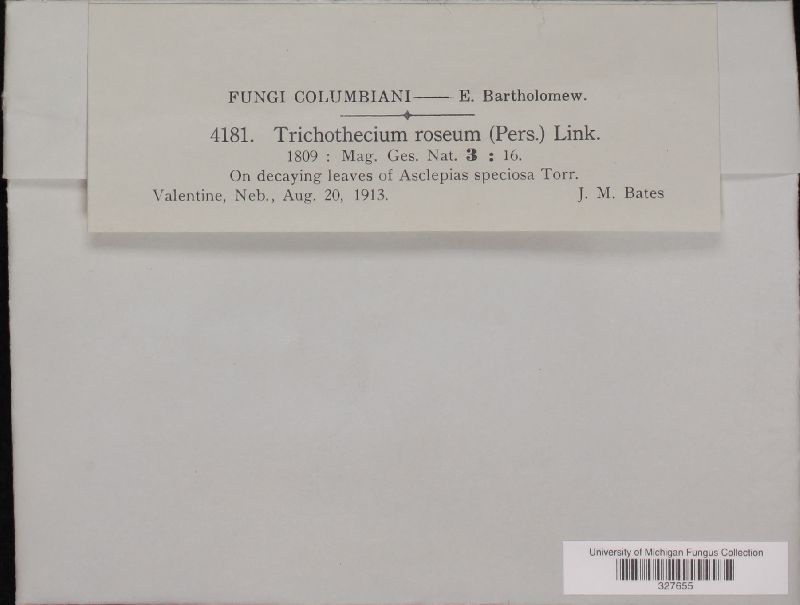 FUNGI COLUMBIANI—— E. Bartholomew.
4181. Trichothecium roseum (Pers.) Link.
1809 : Mag. Ges. Nat. 3 : 16.
On decaying leaves of Asclepias speciosa Torr.
Valentine, Neb., Aug. 20, 1913. J. M. Bates
University of Michigan Fungus Collection
327655